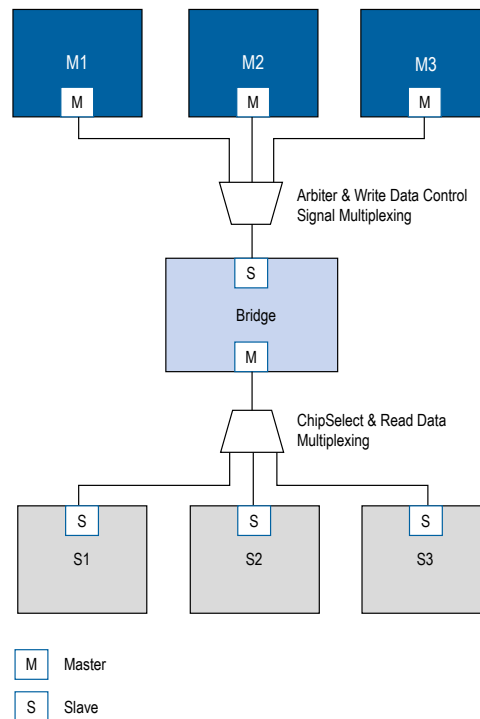 M1
M2
M3
M
M
M
Arbiter & Write Data Control
Signal Multiplexing
S
Bridge
M
ChipSelect & Read Data
Multiplexing
S
S
S
S1
S2
S3
M Master
S Slave